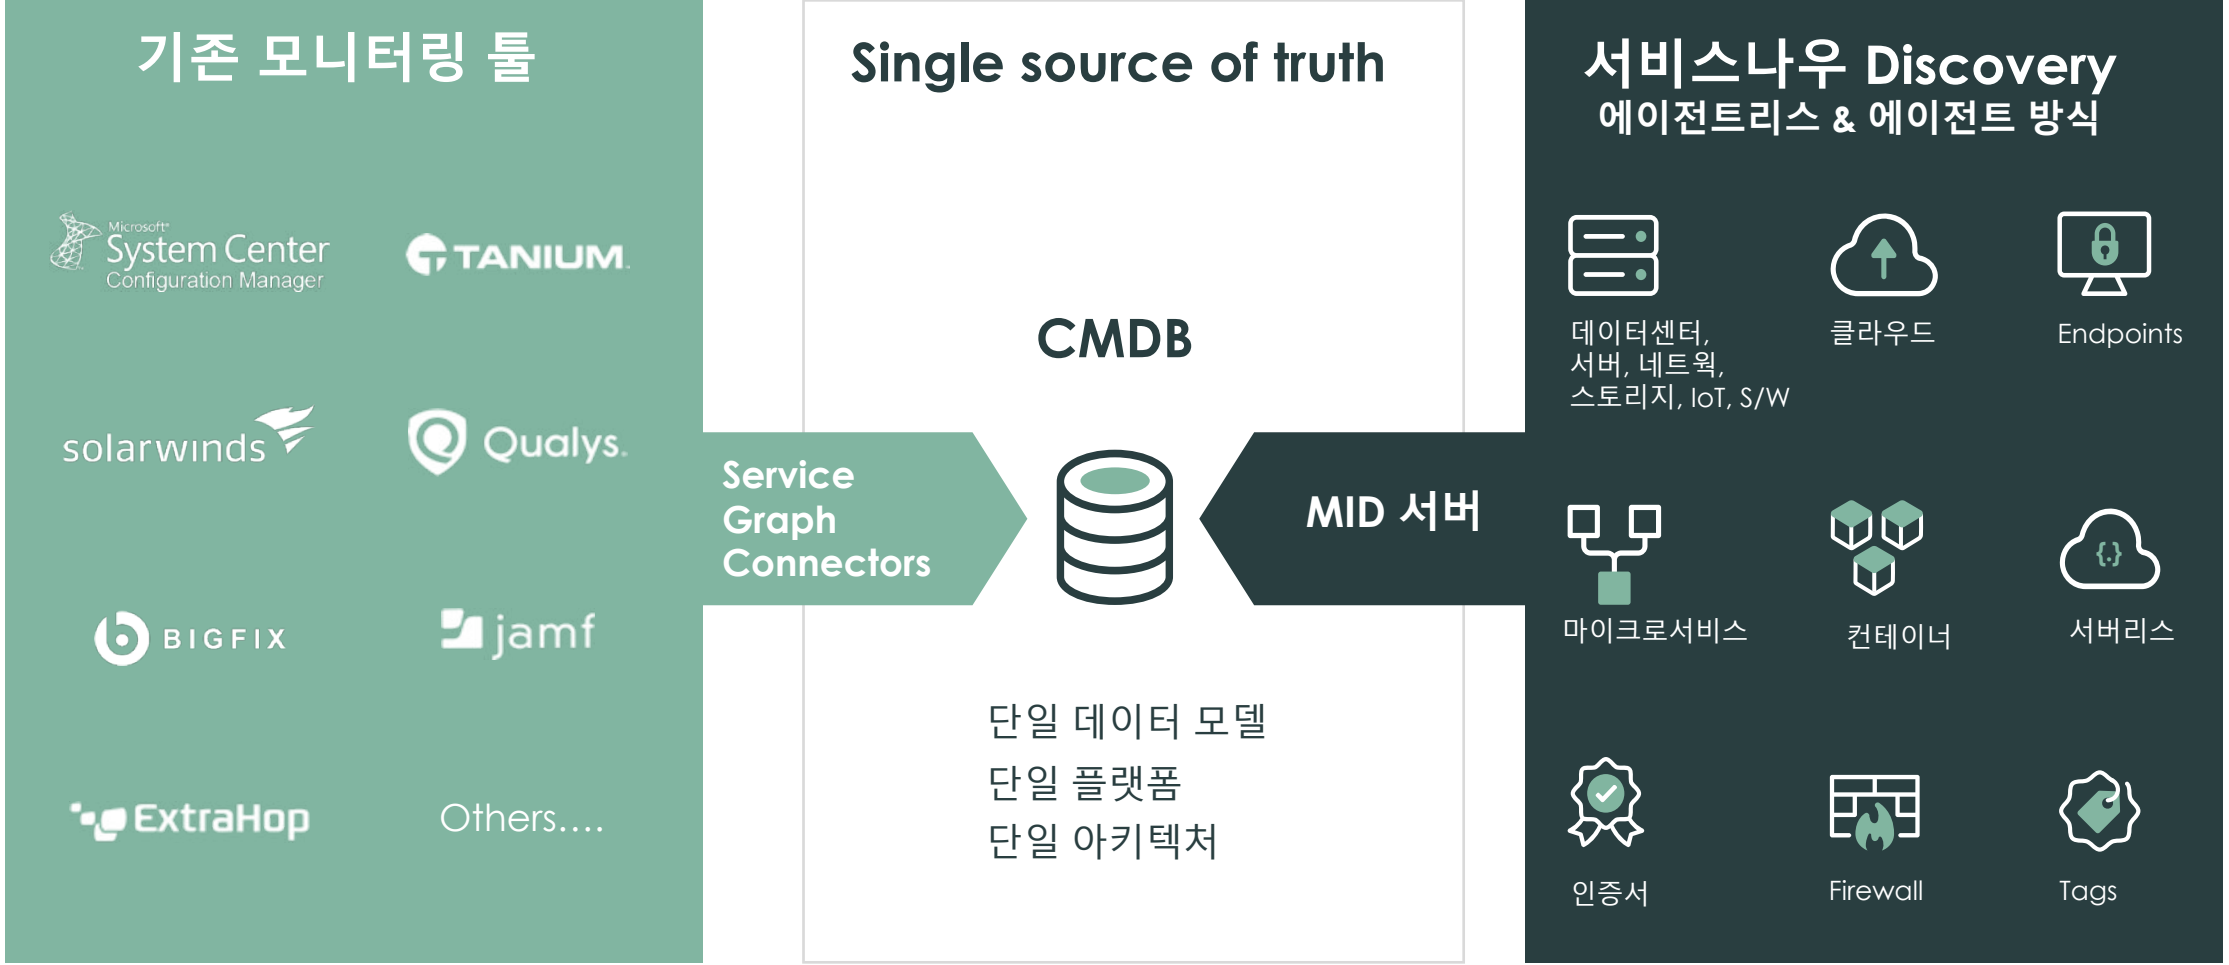 기존 모니터링 툴
Microsoft
System Center
Configuration Manager
TANIUM.
solarwinds
Qualys.
BIGFIX
jamf
ExtraHop
Others....
Service
Graph
Connectors
Single source of truth
CMDB
단일 데이터 모델
단일 플랫폼
단일 아키텍처
MID 서버
서비스나우 Discovery
에이전트리스 & 에이전트 방식
데이터센터,
서버, 네트웍,
스토리지, IoT, S/W
클라우드
Endpoints
마이크로서비스
컨테이너
{.}
서버리스
인증서
Firewall
Tags